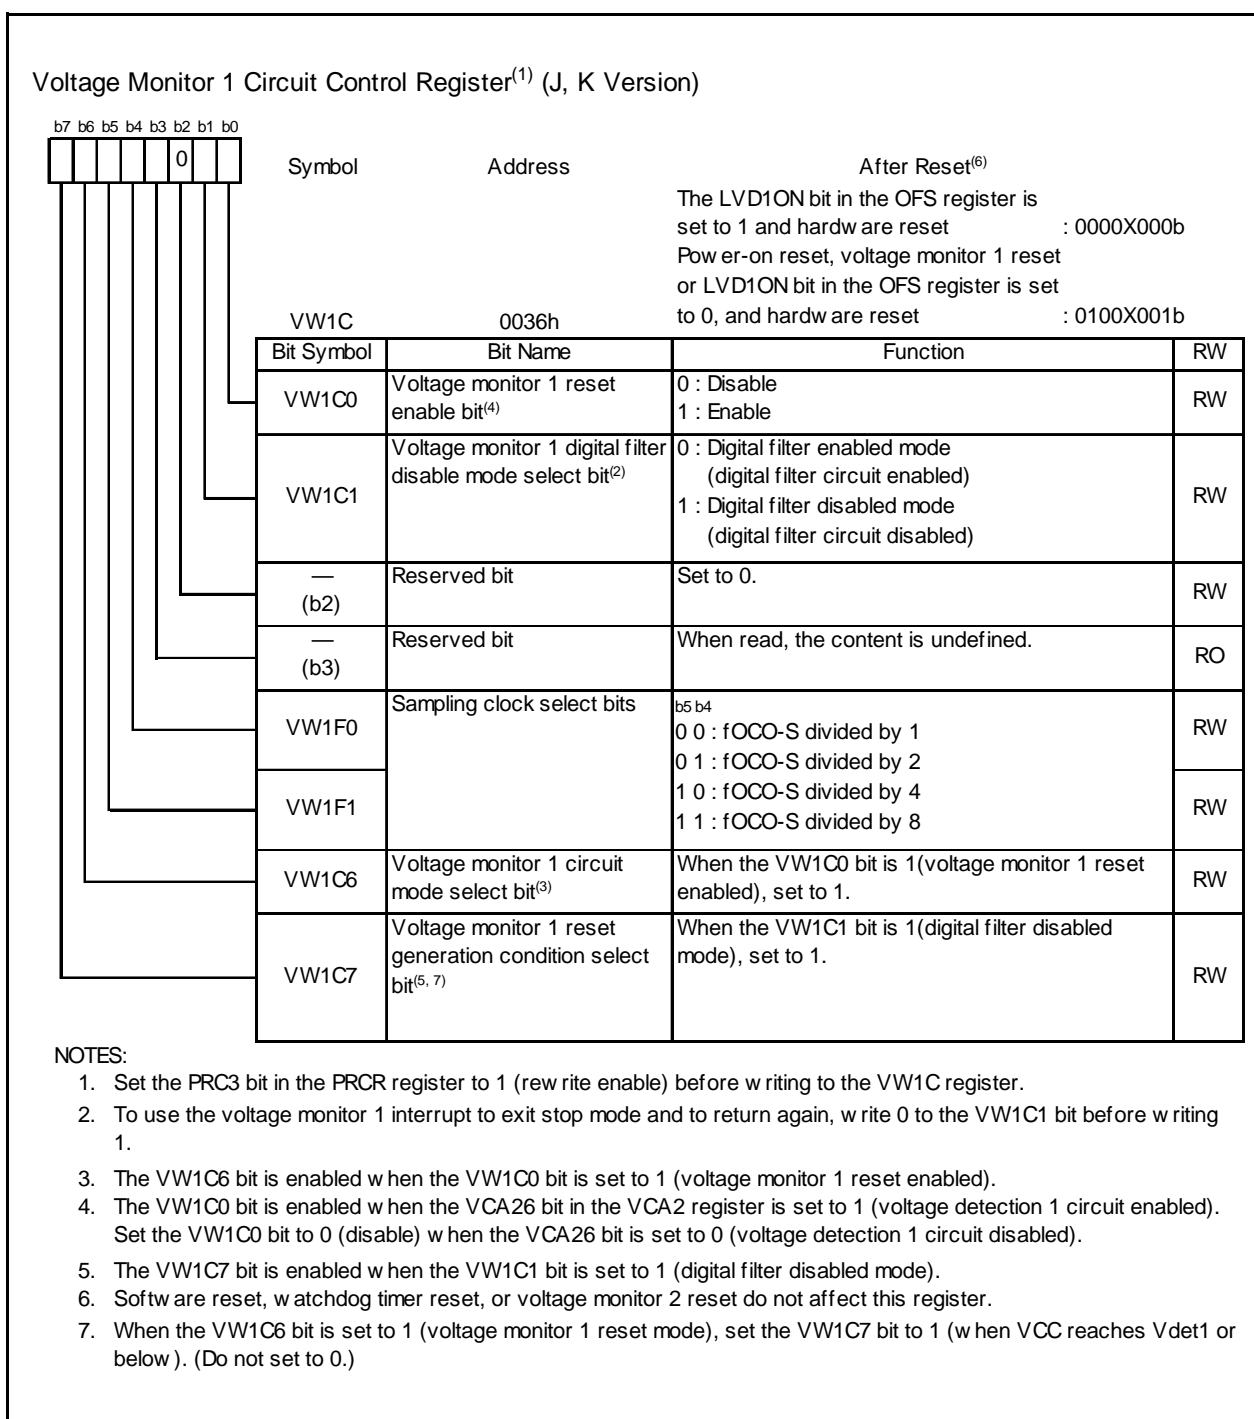 Voltage Monitor 1 Circuit Control Register(1) (J, K Version)
b7 b6 b5 b4 b3 b2 b1 b0
0
Symbol Address After Reset(6)
The LVD1ON bit in the OFS register is
set to 1 and hardware reset : 0000X000b
Power-on reset, voltage monitor 1 reset
or LVD1ON bit in the OFS register is set
VW1C 0036h to 0, and hardware reset : 0100X001b
Bit Symbol Bit Name Function RW
VW1C0 Voltage monitor 1 reset enable bit(4) 0 : Disable
1 : Enable RW
VW1C1 Voltage monitor 1 digital filter disable mode select bit(2) 0 : Digital filter enabled mode
(digital filter circuit enabled)
1 : Digital filter disabled mode
(digital filter circuit disabled) RW
— (b2) Reserved bit Set to 0. RW
— (b3) Reserved bit When read, the content is undefined. RO
VW1F0 Sampling clock select bits b5 b4
0 0 : fOCO-S divided by 1 RW
0 1 : fOCO-S divided by 2
VW1F1 1 0 : fOCO-S divided by 4 RW
1 1 : fOCO-S divided by 8
VW1C6 Voltage monitor 1 circuit mode select bit(3) When the VW1C0 bit is 1(voltage monitor 1 reset enabled), set to 1. RW
VW1C7 Voltage monitor 1 reset generation condition select bit(5, 7) When the VW1C1 bit is 1(digital filter disabled mode), set to 1. RW
NOTES:
1. Set the PRC3 bit in the PRCR register to 1 (rewrite enable) before writing to the VW1C register.
2. To use the voltage monitor 1 interrupt to exit stop mode and to return again, write 0 to the VW1C1 bit before writing
1.
3. The VW1C6 bit is enabled when the VW1C0 bit is set to 1 (voltage monitor 1 reset enabled).
4. The VW1C0 bit is enabled when the VCA26 bit in the VCA2 register is set to 1 (voltage detection 1 circuit enabled).
Set the VW1C0 bit to 0 (disable) when the VCA26 bit is set to 0 (voltage detection 1 circuit disabled).
5. The VW1C7 bit is enabled when the VW1C1 bit is set to 1 (digital filter disabled mode).
6. Software reset, watchdog timer reset, or voltage monitor 2 reset do not affect this register.
7. When the VW1C6 bit is set to 1 (voltage monitor 1 reset mode), set the VW1C7 bit to 1 (when VCC reaches Vdet1 or
below). (Do not set to 0.)